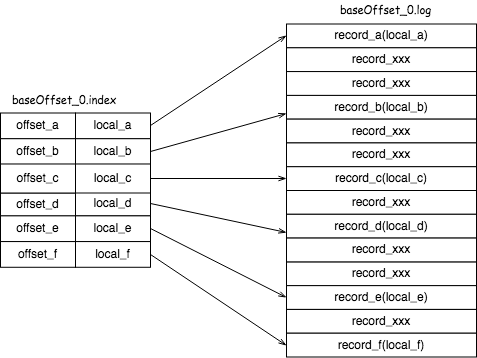 baseOffset_0.log
record_a(local_a)
record_xxx
record_xxx
record_b(local_b)
record_xxx
record_xxx
record_c(local_c)
record_xxx
record_d(local_d)
record_xxx
record_xxx
record_e(local_e)
record_xxx
record_f(local_f)
baseOffset_0.index
offset_a local_a
offset_b local_b
offset_c local_c
offset_d local_d
offset_e local_e
offset_f local_f